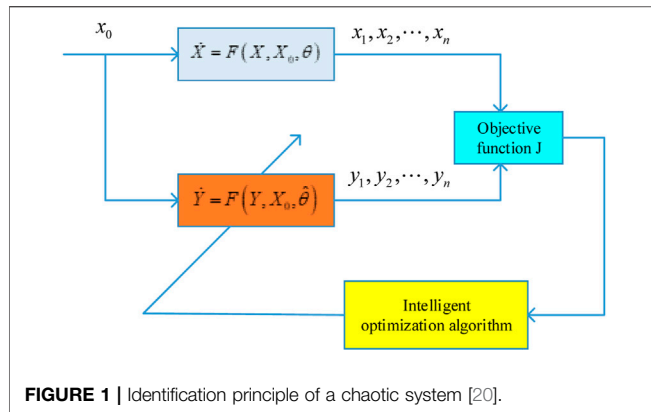 x₀
Ẋ = F(X, X₀, θ)
x₁, x₂, ⋯, xₙ
Objective
function J
Ẏ = F(Y, X₀, θ̂)
y₁, y₂, ⋯, yₙ
Intelligent
optimization algorithm
FIGURE 1 | Identification principle of a chaotic system [20].